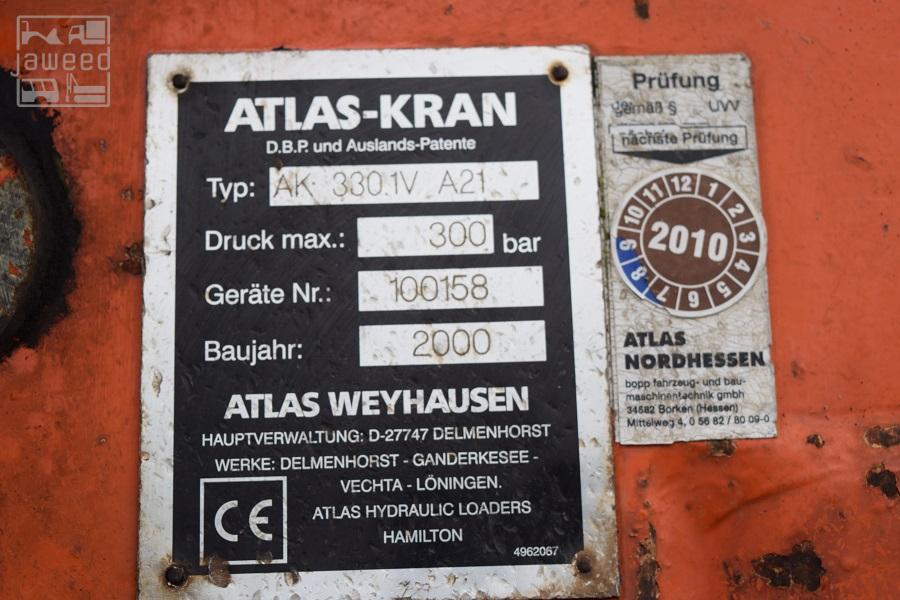 jaweed
ATLAS-KRAN
D.B.P. und Auslands-Patente
Typ: AK 330.1V A21
Druck max.: 300 bar
Geräte Nr.: 100158
Baujahr: 2000
ATLAS WEYHAUSEN
HAUPTVERWALTUNG: D-27747 DELMENHORST
WERKE: DELMENHORST - GANDERKESEE -
VECHTA - LÖNINGEN.
ATLAS HYDRAULIC LOADERS
HAMILTON
CE
4962067
Prüfung
gemäß § UVV
nächste Prüfung
1 2 3 4 5 6 7 8 9 10 11 12
2010
ATLAS
NORDHESSEN
bopp fahrzeug- und bau-
maschinentechnik gmbh
34582 Borken (Hessen)
Mittelweg 4, 0 56 82 / 80 09-0